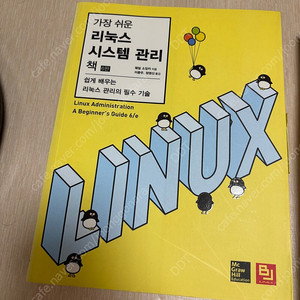 가장 쉬운
리눅스
시스템 관리
책
쉽게 배우는
리눅스 관리의 필수 기술
Linux Administration
A Beginner's Guide 6/e
LINUX
Mc
Graw
Hill
Education
BJ